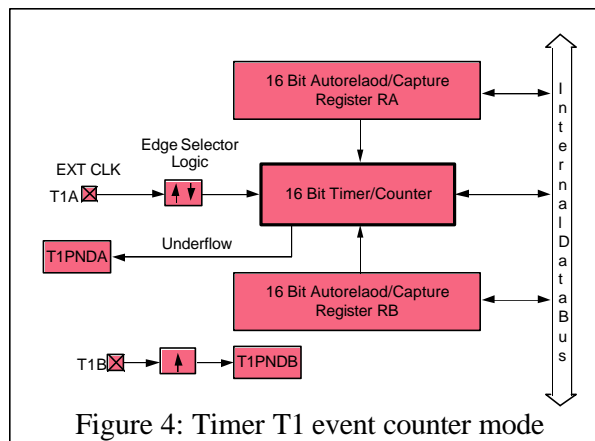 16 Bit Autorelaod/Capture
Register RA
Edge Selector
Logic
EXT CLK
T1A
16 Bit Timer/Counter
Underflow
T1PNDA
16 Bit Autorelaod/Capture
Register RB
T1B
T1PNDB
InternalDataBus
Figure 4: Timer T1 event counter mode